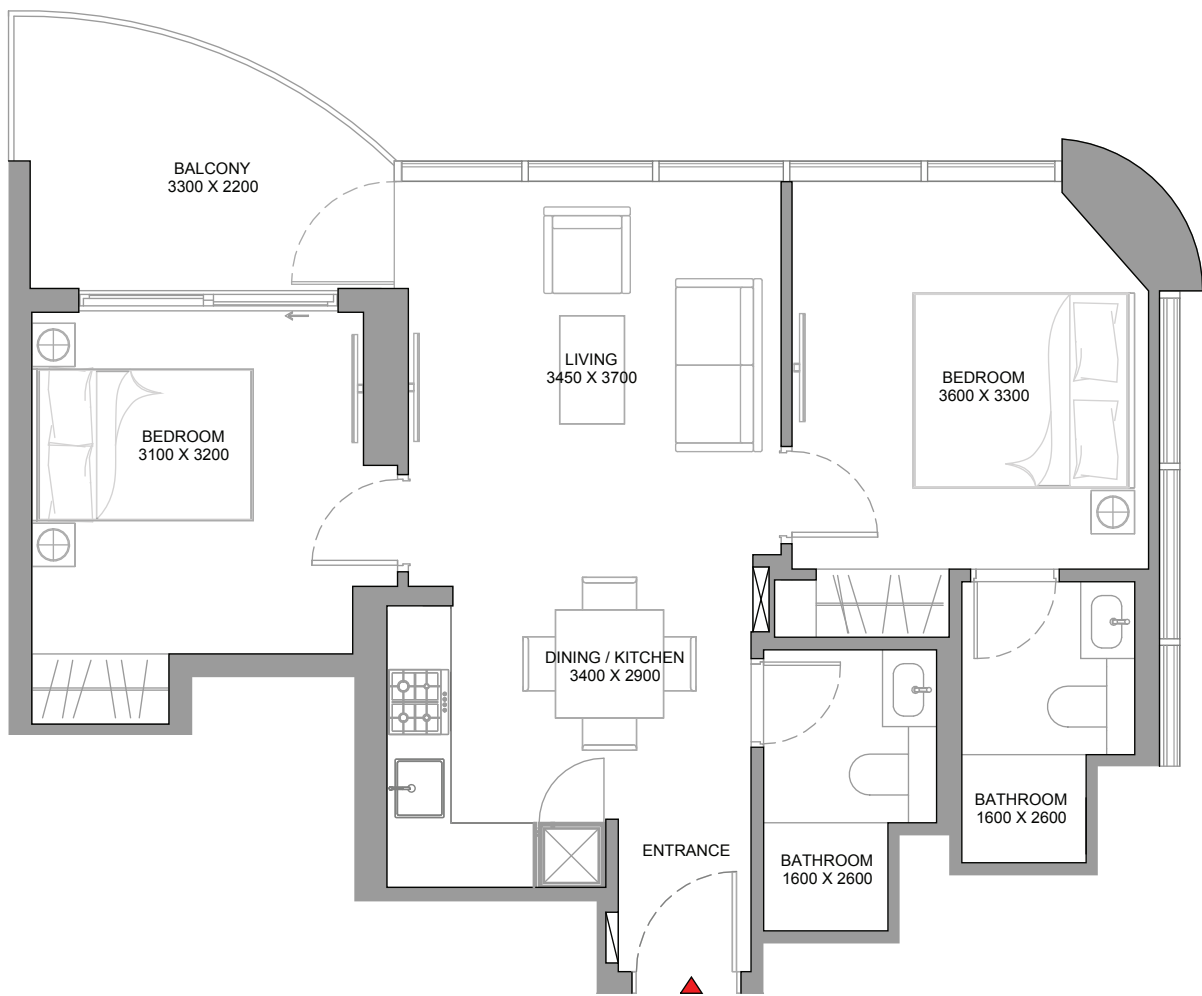 BALCONY
3300 X 2200
LIVING
3450 X 3700
BEDROOM
3600 X 3300
BEDROOM
3100 X 3200
DINING / KITCHEN
3400 X 2900
BATHROOM
1600 X 2600
ENTRANCE
BATHROOM
1600 X 2600